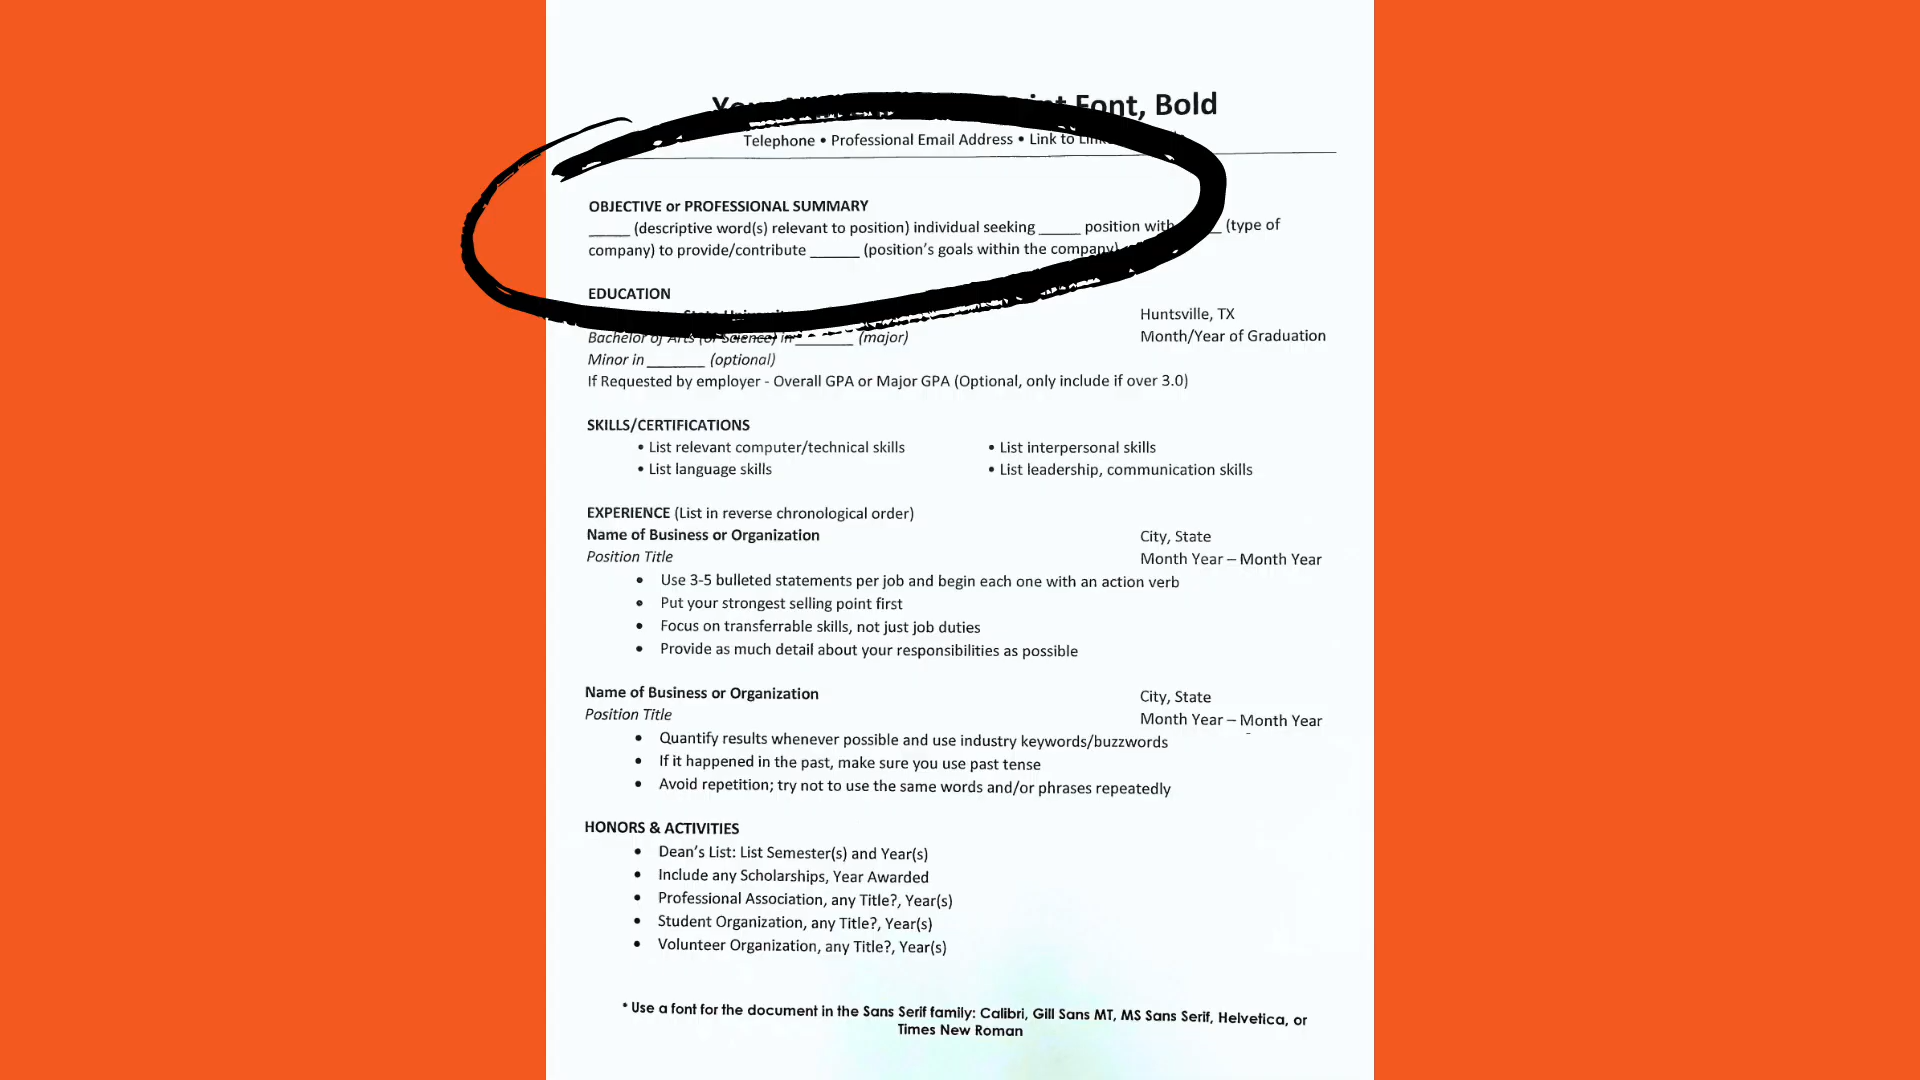 Font, Bold
Telephone • Professional Email Address • Link to
OBJECTIVE or PROFESSIONAL SUMMARY
_____ (descriptive word(s) relevant to position) individual seeking _____ position with _ (type of
company) to provide/contribute ______ (position's goals within the company)
EDUCATION
State University Huntsville, TX
Bachelor of Arts (or Science) in _______ (major) Month/Year of Graduation
Minor in _______ (optional)
If Requested by employer - Overall GPA or Major GPA (Optional, only include if over 3.0)
SKILLS/CERTIFICATIONS
• List relevant computer/technical skills • List interpersonal skills
• List language skills • List leadership, communication skills
EXPERIENCE (List in reverse chronological order)
Name of Business or Organization City, State
Position Title Month Year – Month Year
• Use 3-5 bulleted statements per job and begin each one with an action verb
• Put your strongest selling point first
• Focus on transferrable skills, not just job duties
• Provide as much detail about your responsibilities as possible
Name of Business or Organization City, State
Position Title Month Year – Month Year
• Quantify results whenever possible and use industry keywords/buzzwords
• If it happened in the past, make sure you use past tense
• Avoid repetition; try not to use the same words and/or phrases repeatedly
HONORS & ACTIVITIES
• Dean's List: List Semester(s) and Year(s)
• Include any Scholarships, Year Awarded
• Professional Association, any Title?, Year(s)
• Student Organization, any Title?, Year(s)
• Volunteer Organization, any Title?, Year(s)
* Use a font for the document in the Sans Serif family: Calibri, Gill Sans MT, MS Sans Serif, Helvetica, or
Times New Roman